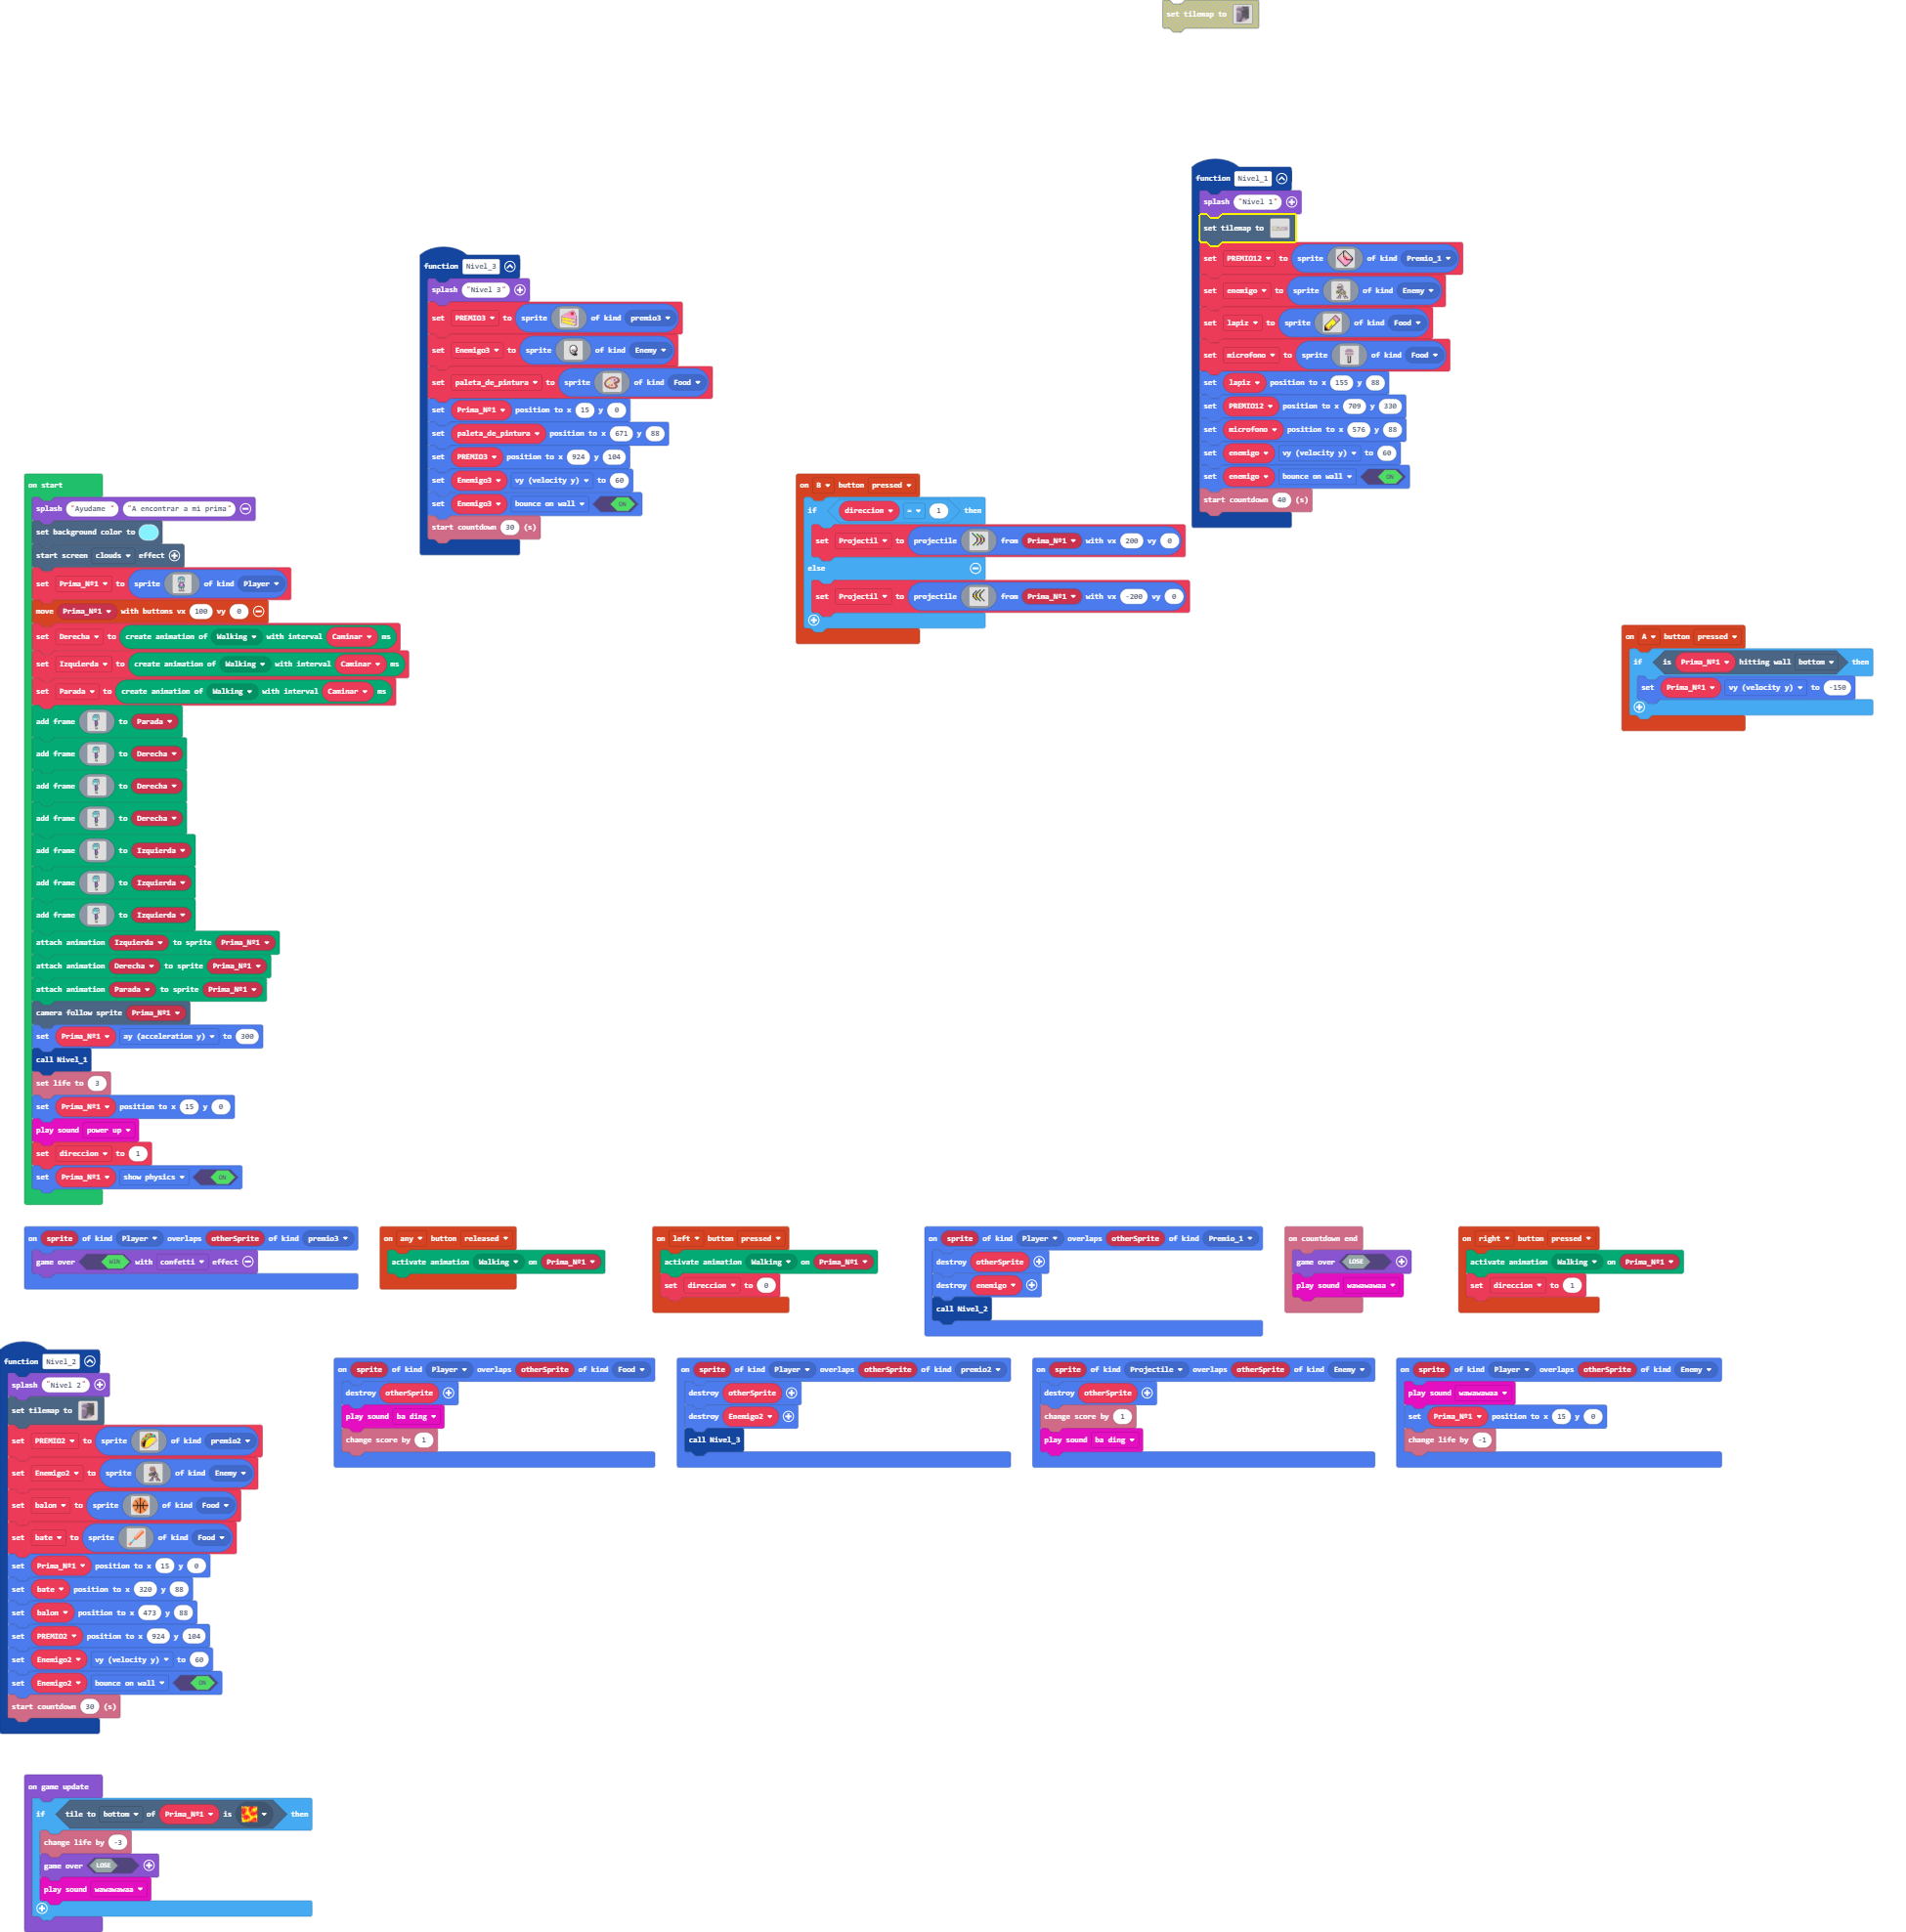 set tilemap to
function Nivel_1
splash "Nivel 1"
set tilemap to
set PREMIO12 to sprite of kind Premio_1
set enemigo to sprite of kind Enemy
set lapiz to sprite of kind Food
set microfono to sprite of kind Food
set lapiz position to x 155 y 88
set PREMIO12 position to x 709 y 330
set microfono position to x 576 y 88
set enemigo vy (velocity y) to 60
set enemigo bounce on wall ON
start countdown 40 (s)
function Nivel_3
splash "Nivel 3"
set PREMIO3 to sprite of kind premio3
set Enemigo3 to sprite of kind Enemy
set paleta_de_pintura to sprite of kind Food
set Prima_Nº1 position to x 15 y 0
set paleta_de_pintura position to x 671 y 88
set PREMIO3 position to x 924 y 104
set Enemigo3 vy (velocity y) to 60
set Enemigo3 bounce on wall ON
start countdown 30 (s)
on start
splash "Ayudame " "A encontrar a mi prima"
set background color to
start screen clouds effect
set Prima_Nº1 to sprite of kind Player
move Prima_Nº1 with buttons vx 100 vy 0
set Derecha to create animation of Walking with interval Caminar ms
set Izquierda to create animation of Walking with interval Caminar ms
set Parada to create animation of Walking with interval Caminar ms
add frame to Parada
add frame to Derecha
add frame to Derecha
add frame to Derecha
add frame to Izquierda
add frame to Izquierda
add frame to Izquierda
attach animation Izquierda to sprite Prima_Nº1
attach animation Derecha to sprite Prima_Nº1
attach animation Parada to sprite Prima_Nº1
camera follow sprite Prima_Nº1
set Prima_Nº1 ay (acceleration y) to 300
call Nivel_1
set life to 3
set Prima_Nº1 position to x 15 y 0
play sound power up
set direccion to 1
set Prima_Nº1 show physics ON
on B button pressed
if direccion = 1 then
set Projectil to projectile from Prima_Nº1 with vx 200 vy 0
else
set Projectil to projectile from Prima_Nº1 with vx -200 vy 0
on A button pressed
if is Prima_Nº1 hitting wall bottom then
set Prima_Nº1 vy (velocity y) to -150
on sprite of kind Player overlaps otherSprite of kind premio3
game over WIN with confetti effect
on any button released
activate animation Walking on Prima_Nº1
on left button pressed
activate animation Walking on Prima_Nº1
set direccion to 0
on sprite of kind Player overlaps otherSprite of kind Premio_1
destroy otherSprite
destroy enemigo
call Nivel_2
on countdown end
game over LOSE
play sound wawawawaa
on right button pressed
activate animation Walking on Prima_Nº1
set direccion to 1
function Nivel_2
splash "Nivel 2"
set tilemap to
set PREMIO2 to sprite of kind premio2
set Enemigo2 to sprite of kind Enemy
set balon to sprite of kind Food
set bate to sprite of kind Food
set Prima_Nº1 position to x 15 y 0
set bate position to x 320 y 88
set balon position to x 473 y 88
set PREMIO2 position to x 924 y 104
set Enemigo2 vy (velocity y) to 60
set Enemigo2 bounce on wall ON
start countdown 30 (s)
on sprite of kind Player overlaps otherSprite of kind Food
destroy otherSprite
play sound ba ding
change score by 1
on sprite of kind Player overlaps otherSprite of kind premio2
destroy otherSprite
destroy Enemigo2
call Nivel_3
on sprite of kind Projectile overlaps otherSprite of kind Enemy
destroy otherSprite
change score by 1
play sound ba ding
on sprite of kind Player overlaps otherSprite of kind Enemy
play sound wawawawaa
set Prima_Nº1 position to x 15 y 0
change life by -1
on game update
if tile to bottom of Prima_Nº1 is then
change life by -3
game over LOSE
play sound wawawawaa